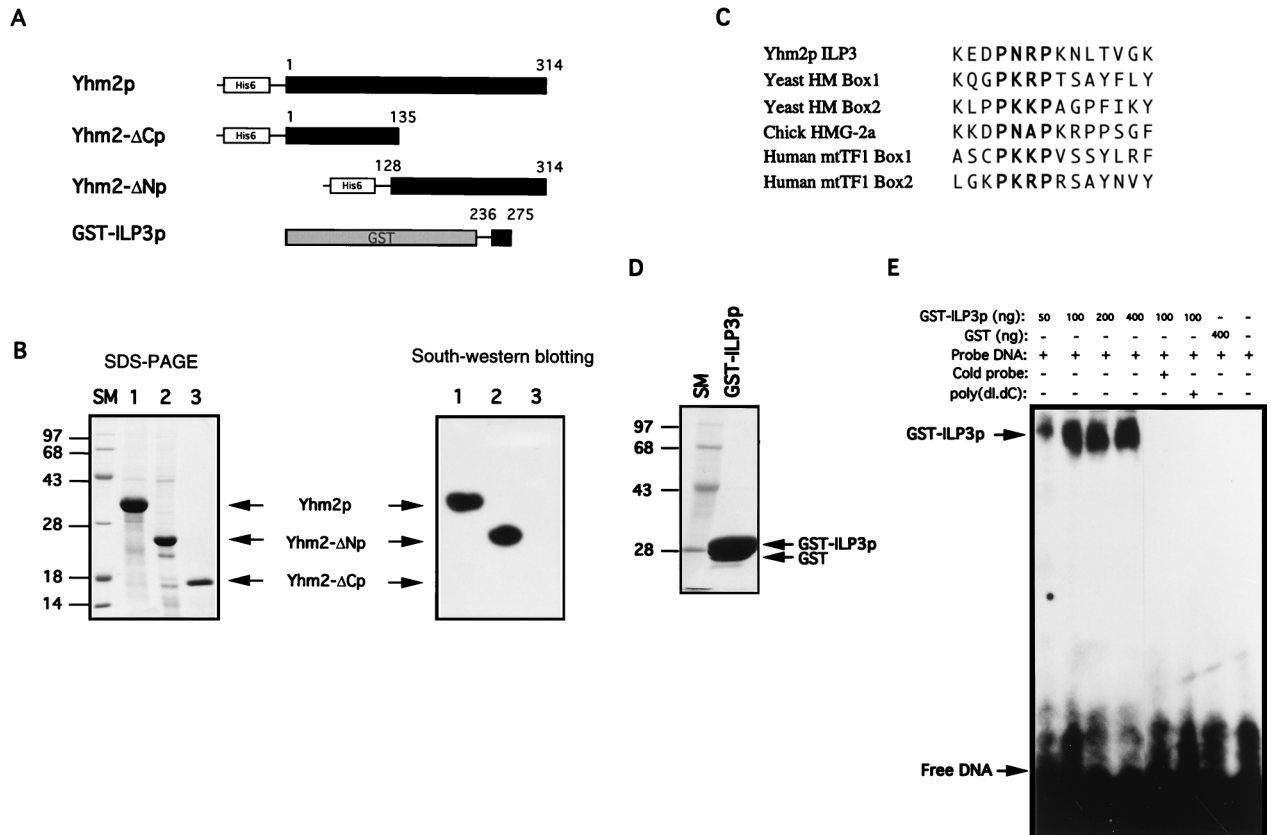 A
1 314
Yhm2p His6
1 135
Yhm2-ΔCp His6
128 314
Yhm2-ΔNp His6
236 275
GST-ILP3p GST
C
Yhm2p ILP3 KEDPNRPKNLTVGK
Yeast HM Box1 KQGPKRPTSAYFLY
Yeast HM Box2 KLPPKKPAGPFIKY
Chick HMG-2a KKDPNAPKRPPSGF
Human mtTF1 Box1 ASCPKKPVSSYLRF
Human mtTF1 Box2 LGKPKRPRSAYNVY
B
SDS-PAGE South-western blotting
SM 1 2 3 1 2 3
97
68
43
28
18
14
Yhm2p
Yhm2-ΔNp
Yhm2-ΔCp
D
SM GST-ILP3p
97
68
43
28
GST-ILP3p
GST
E
GST-ILP3p (ng): 50 100 200 400 100 100 - -
GST (ng): - - - - - - 400 -
Probe DNA: + + + + + + + +
Cold probe: - - - - + - - -
poly(dI.dC): - - - - - + - -
GST-ILP3p
Free DNA